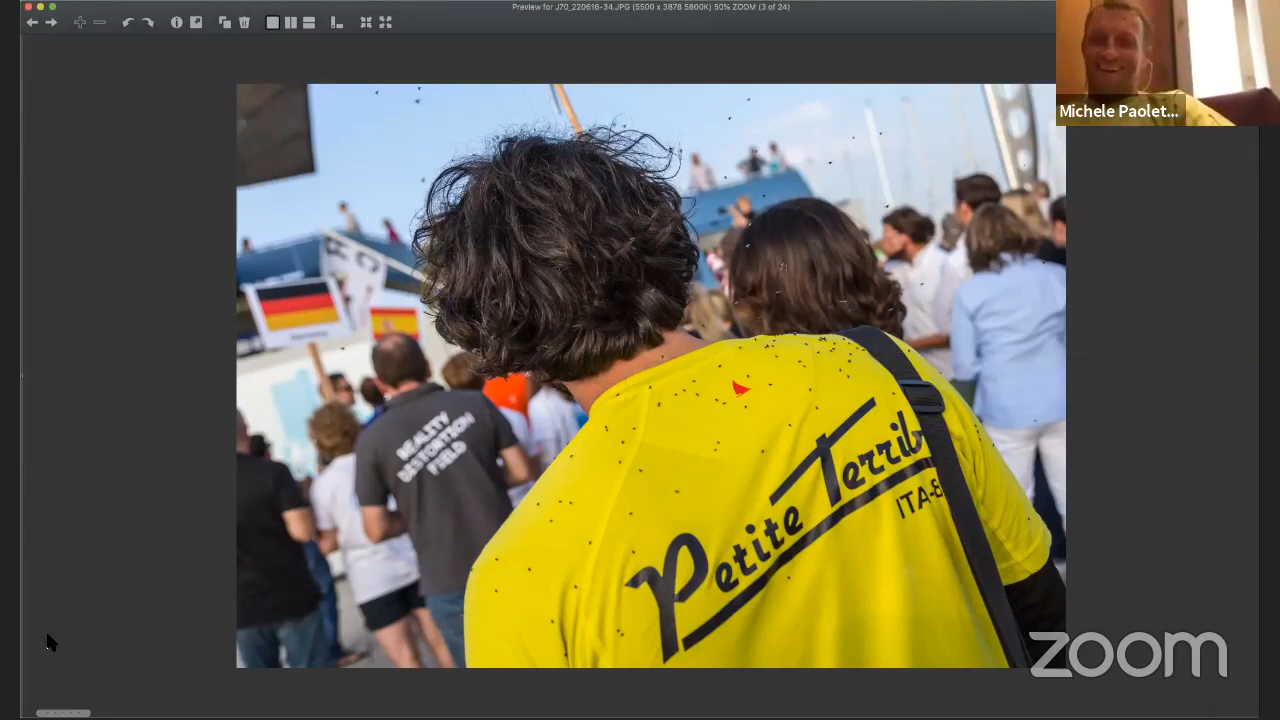 Preview for J70_220616-34.JPG (5500 x 3878 5800K) 50% ZOOM (3 of 24)
Michele Paolet...
REALITY
DISTORTION
FIELD
Petite Terrib
ITA-8
zoom